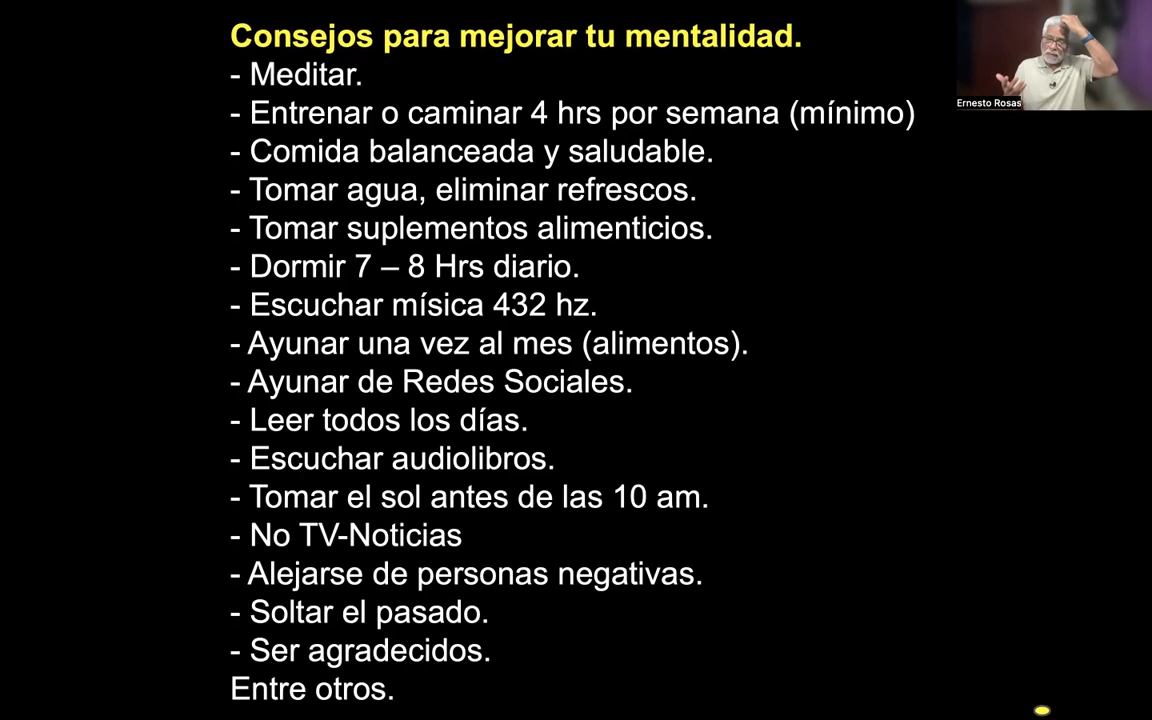 Consejos para mejorar tu mentalidad.
- Meditar.
- Entrenar o caminar 4 hrs por semana (mínimo)
- Comida balanceada y saludable.
- Tomar agua, eliminar refrescos.
- Tomar suplementos alimenticios.
- Dormir 7 – 8 Hrs diario.
- Escuchar mísica 432 hz.
- Ayunar una vez al mes (alimentos).
- Ayunar de Redes Sociales.
- Leer todos los días.
- Escuchar audiolibros.
- Tomar el sol antes de las 10 am.
- No TV-Noticias
- Alejarse de personas negativas.
- Soltar el pasado.
- Ser agradecidos.
Entre otros.
Ernesto Rosas